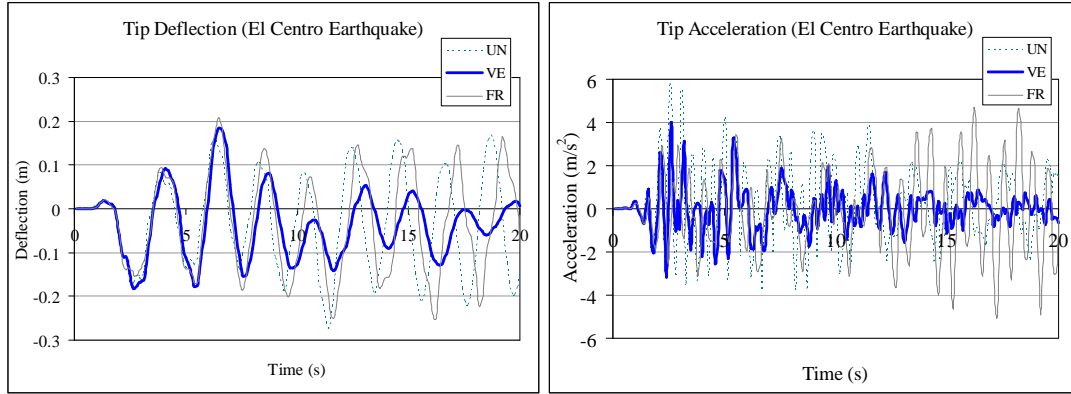 Tip Deflection (El Centro Earthquake)
UN
VE
FR
0.3
0.2
0.1
0
-0.1
-0.2
-0.3
0 5 10 15 20
Deflection (m)
Time (s)
Tip Acceleration (El Centro Earthquake)
UN
VE
FR
6
4
2
0
-2
-4
-6
0 5 10 15 20
Acceleration (m/s²)
Time (s)